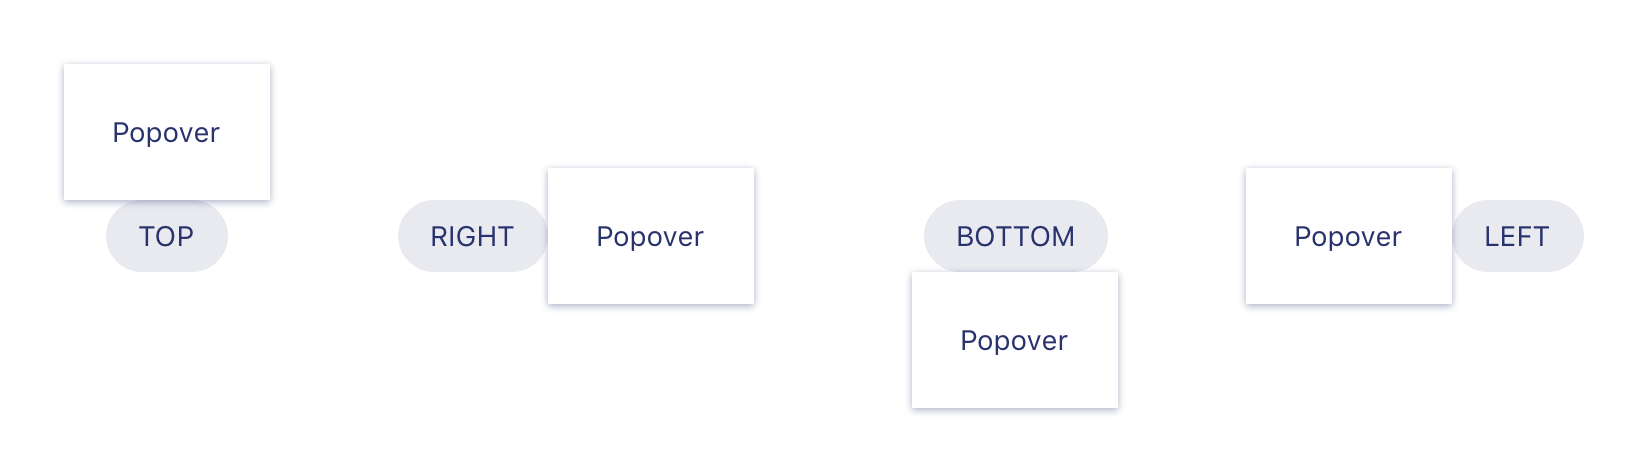 Popover
TOP
RIGHT
Popover
BOTTOM
Popover
Popover
LEFT